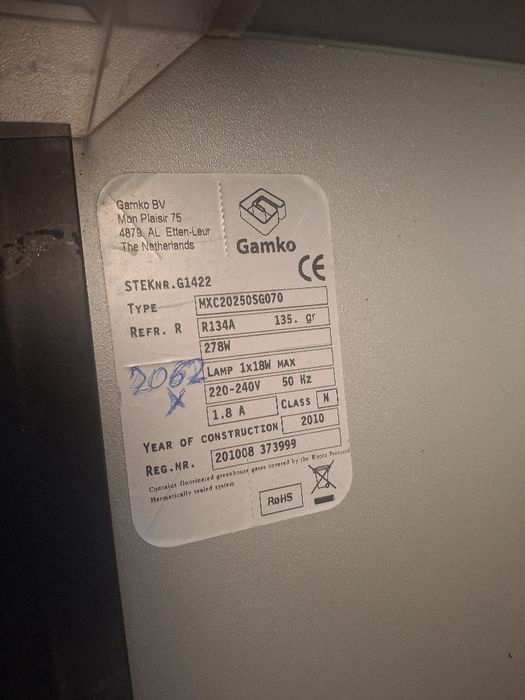 Gamko BV
Mon Plaisir 75
4879 AL Etten-Leur
The Netherlands
Gamko
CE
STEKNR.G1422
TYPE MXC20250SG070
REFR. R R134A 135. gr
278W
2062 LAMP 1x18W MAX
X 220-240V 50 Hz
1.8 A CLASS N
YEAR OF CONSTRUCTION 2010
REG.NR. 201008 373999
Contains fluorinated greenhouse gases covered by the Kyoto Protocol
Hermetically sealed system
RoHS